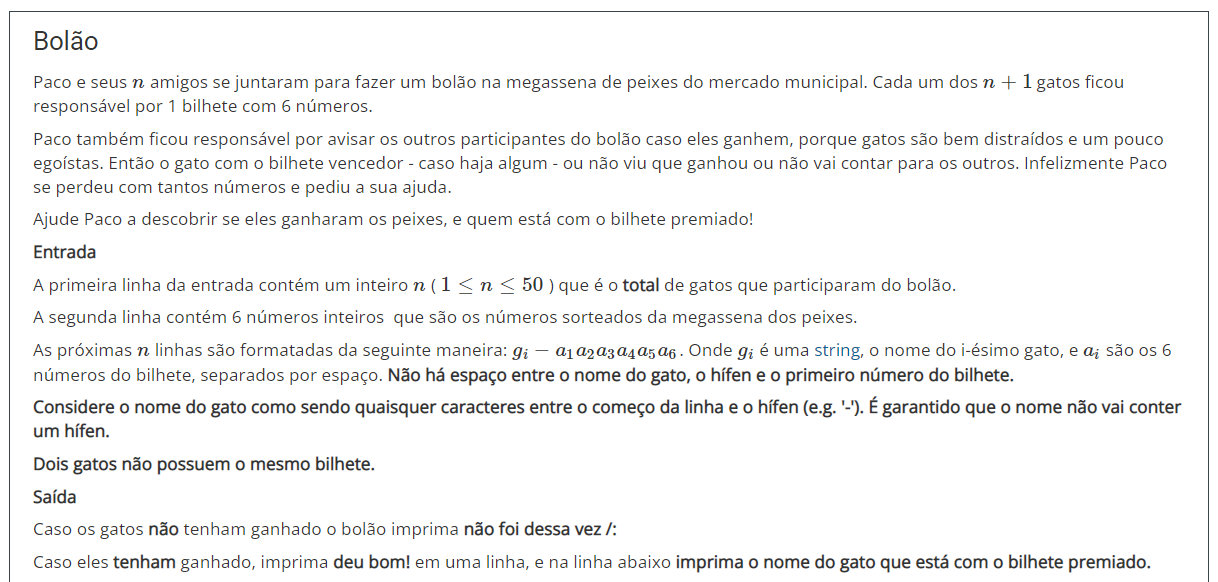 Bolão
Paco e seus n amigos se juntaram para fazer um bolão na megassena de peixes do mercado municipal. Cada um dos n + 1 gatos ficou
responsável por 1 bilhete com 6 números.
Paco também ficou responsável por avisar os outros participantes do bolão caso eles ganhem, porque gatos são bem distraídos e um pouco
egoístas. Então o gato com o bilhete vencedor - caso haja algum - ou não viu que ganhou ou não vai contar para os outros. Infelizmente Paco
se perdeu com tantos números e pediu a sua ajuda.
Ajude Paco a descobrir se eles ganharam os peixes, e quem está com o bilhete premiado!
Entrada
A primeira linha da entrada contém um inteiro n ( 1 ≤ n ≤ 50 ) que é o total de gatos que participaram do bolão.
A segunda linha contém 6 números inteiros que são os números sorteados da megassena dos peixes.
As próximas n linhas são formatadas da seguinte maneira: gᵢ − a₁a₂a₃a₄a₅a₆. Onde gᵢ é uma string, o nome do i-ésimo gato, e aᵢ são os 6
números do bilhete, separados por espaço. Não há espaço entre o nome do gato, o hífen e o primeiro número do bilhete.
Considere o nome do gato como sendo quaisquer caracteres entre o começo da linha e o hífen (e.g. '-'). É garantido que o nome não vai conter
um hífen.
Dois gatos não possuem o mesmo bilhete.
Saída
Caso os gatos não tenham ganhado o bolão imprima não foi dessa vez /:
Caso eles tenham ganhado, imprima deu bom! em uma linha, e na linha abaixo imprima o nome do gato que está com o bilhete premiado.